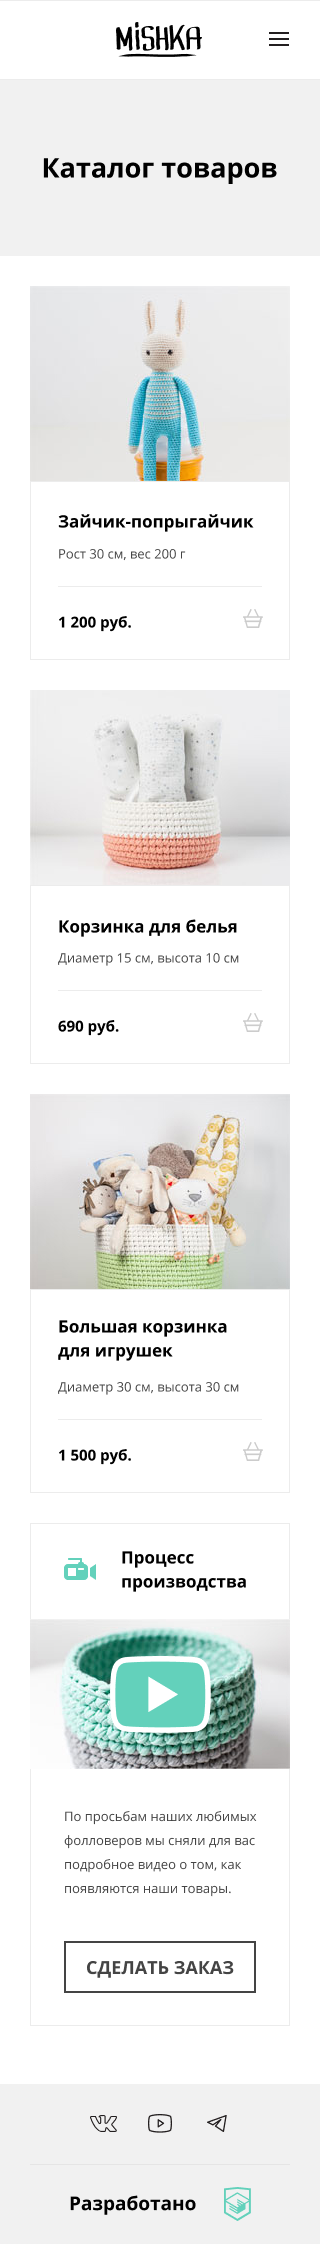 MiSHKA
Каталог товаров
Зайчик-попрыгайчик
Рост 30 см, вес 200 г
1 200 руб.
Корзинка для белья
Диаметр 15 см, высота 10 см
690 руб.
Большая корзинка
для игрушек
Диаметр 30 см, высота 30 см
1 500 руб.
Процесс
производства
По просьбам наших любимых
фолловеров мы сняли для вас
подробное видео о том, как
появляются наши товары.
СДЕЛАТЬ ЗАКАЗ
Разработано